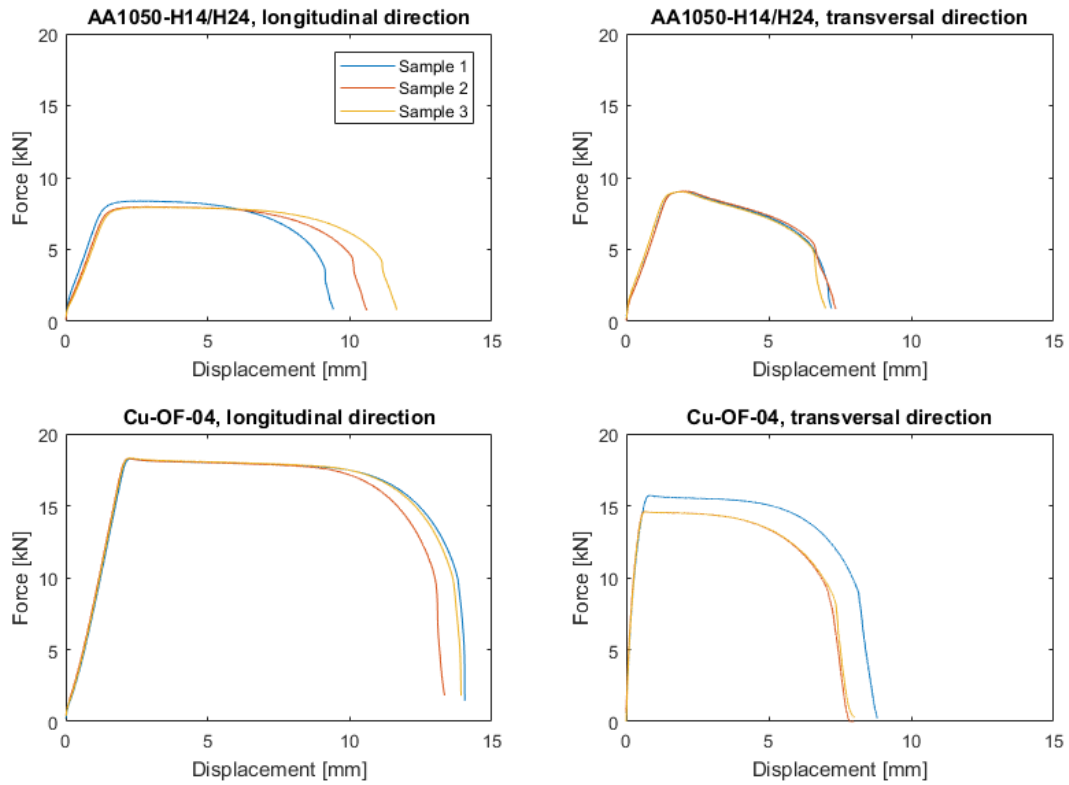 AA1050-H14/H24, longitudinal direction
20
15
10
5
0
Force [kN]
Sample 1
Sample 2
Sample 3
0 5 10 15
Displacement [mm]
AA1050-H14/H24, transversal direction
20
15
10
5
0
Force [kN]
0 5 10 15
Displacement [mm]
Cu-OF-04, longitudinal direction
20
15
10
5
0
Force [kN]
0 5 10 15
Displacement [mm]
Cu-OF-04, transversal direction
20
15
10
5
0
Force [kN]
0 5 10 15
Displacement [mm]